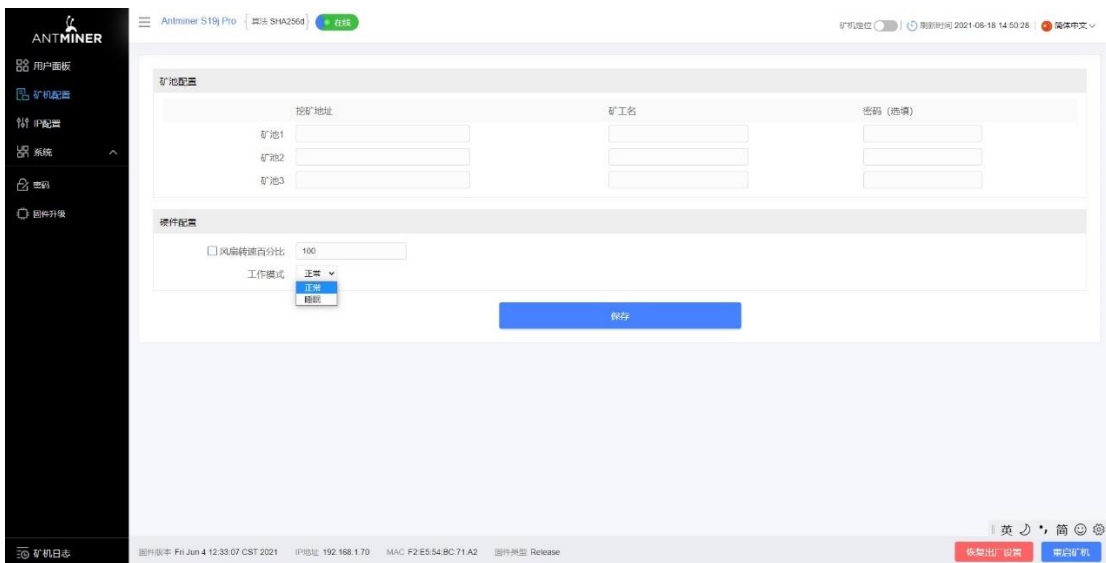 ANTMINER
用户面板
矿机配置
IP配置
系统
密码
固件升级
矿机日志
Antminer S19j Pro 算法 SHA256d 在线
矿机定位 刷新时间 2021-06-18 14:50:28 简体中文
矿池配置
挖矿地址 矿工名 密码 (选填)
矿池1
矿池2
矿池3
硬件配置
风扇转速百分比 100
工作模式 正常
正常
睡眠
保存
英 简
固件版本 Fri Jun 4 12:33:07 CST 2021 IP地址 192.168.1.70 MAC F2:E5:54:BC:71:A2 固件类型 Release
恢复出厂设置 重启矿机